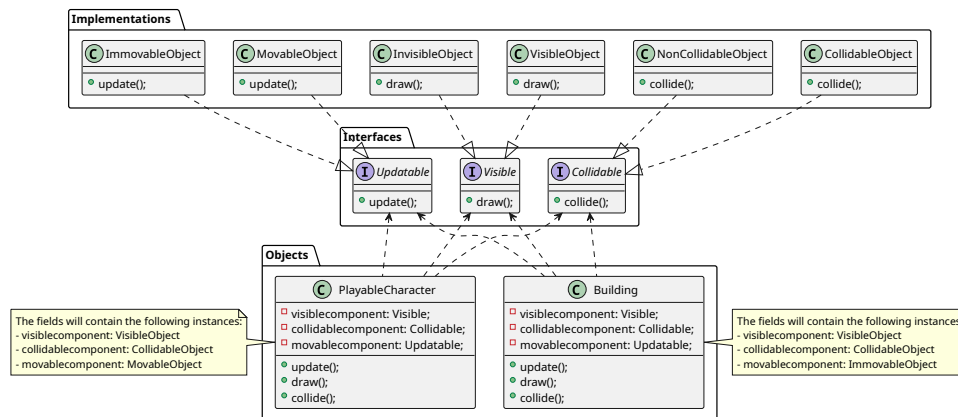 Implementations
C ImmovableObject
update();
C MovableObject
update();
C InvisibleObject
draw();
C VisibleObject
draw();
C NonCollidableObject
collide();
C CollidableObject
collide();
Interfaces
I Updatable
update();
I Visible
draw();
I Collidable
collide();
Objects
C PlayableCharacter
visiblecomponent: Visible;
collidablecomponent: Collidable;
movablecomponent: Updatable;
update();
draw();
collide();
C Building
visiblecomponent: Visible;
collidablecomponent: Collidable;
movablecomponent: Updatable;
update();
draw();
collide();
The fields will contain the following instances:
- visiblecomponent: VisibleObject
- collidablecomponent: CollidableObject
- movablecomponent: MovableObject
The fields will contain the following instances
- visiblecomponent: VisibleObject
- collidablecomponent: CollidableObject
- movablecomponent: ImmovableObject